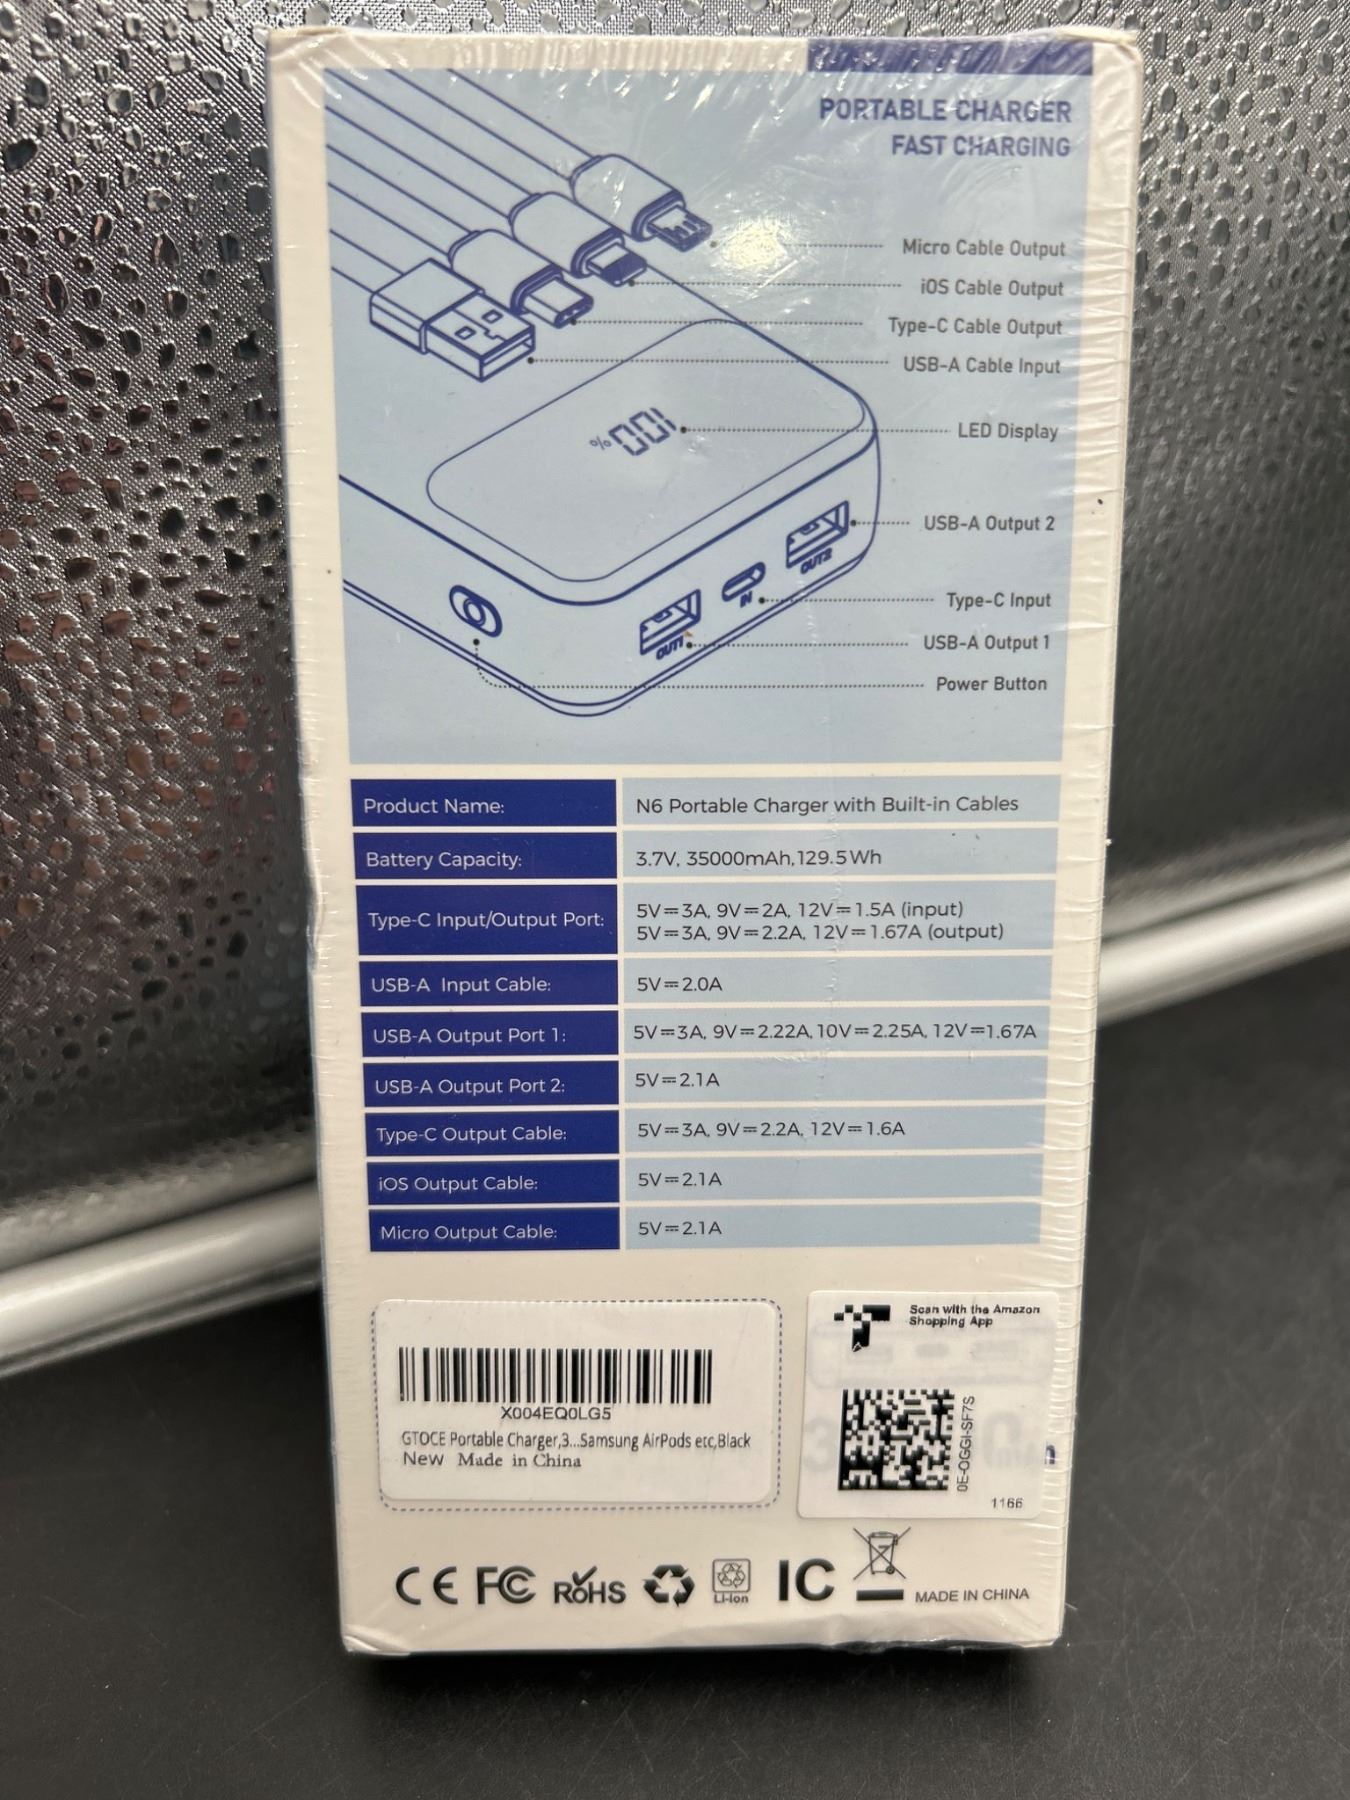 PORTABLE CHARGER
FAST CHARGING
Micro Cable Output
iOS Cable Output
Type-C Cable Output
USB-A Cable Input
LED Display
100%
USB-A Output 2
OUT2
Type-C Input
IN
USB-A Output 1
OUT1
Power Button
Product Name: N6 Portable Charger with Built-in Cables
Battery Capacity: 3.7V, 35000mAh,129.5Wh
Type-C Input/Output Port: 5V⎓3A, 9V⎓2A, 12V⎓1.5A (input)
5V⎓3A, 9V⎓2.2A, 12V⎓1.67A (output)
USB-A Input Cable: 5V⎓2.0A
USB-A Output Port 1: 5V⎓3A, 9V⎓2.22A, 10V⎓2.25A, 12V⎓1.67A
USB-A Output Port 2: 5V⎓2.1A
Type-C Output Cable: 5V⎓3A, 9V⎓2.2A, 12V⎓1.6A
iOS Output Cable: 5V⎓2.1A
Micro Output Cable: 5V⎓2.1A
X004EQ0LG5
GTOCE Portable Charger,3...Samsung AirPods etc,Black
New Made in China
Scan with the Amazon
Shopping App
0E-OGGI-SF7S
1166
CE FC RoHS Li-Ion IC MADE IN CHINA